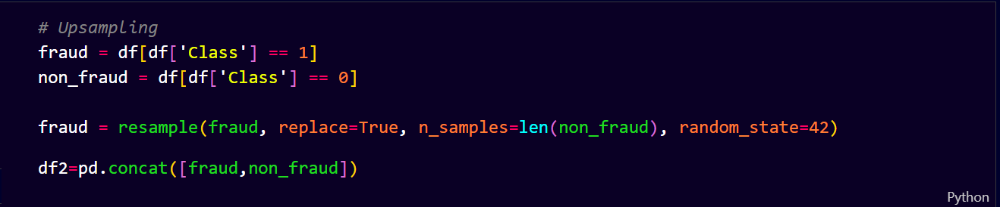 # Upsampling
fraud = df[df['Class'] == 1]
non_fraud = df[df['Class'] == 0]
fraud = resample(fraud, replace=True, n_samples=len(non_fraud), random_state=42)
df2=pd.concat([fraud,non_fraud])
Python